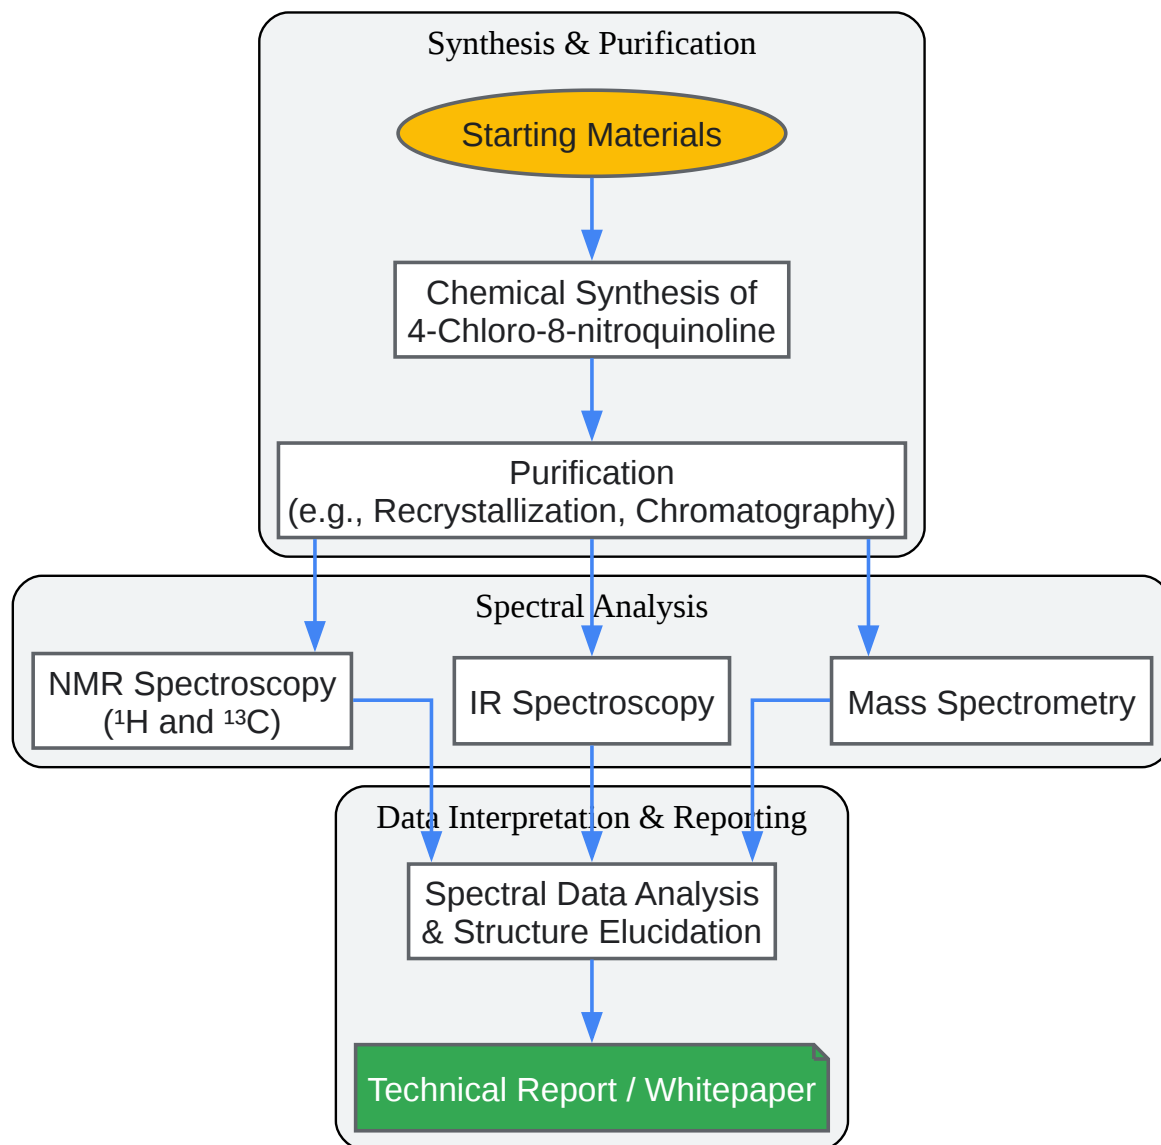 Synthesis & Purification
Starting Materials
Chemical Synthesis of
4-Chloro-8-nitroquinoline
Purification
(e.g., Recrystallization, Chromatography)
Spectral Analysis
NMR Spectroscopy
(¹H and ¹³C)
IR Spectroscopy
Mass Spectrometry
Data Interpretation & Reporting
Spectral Data Analysis
& Structure Elucidation
Technical Report / Whitepaper